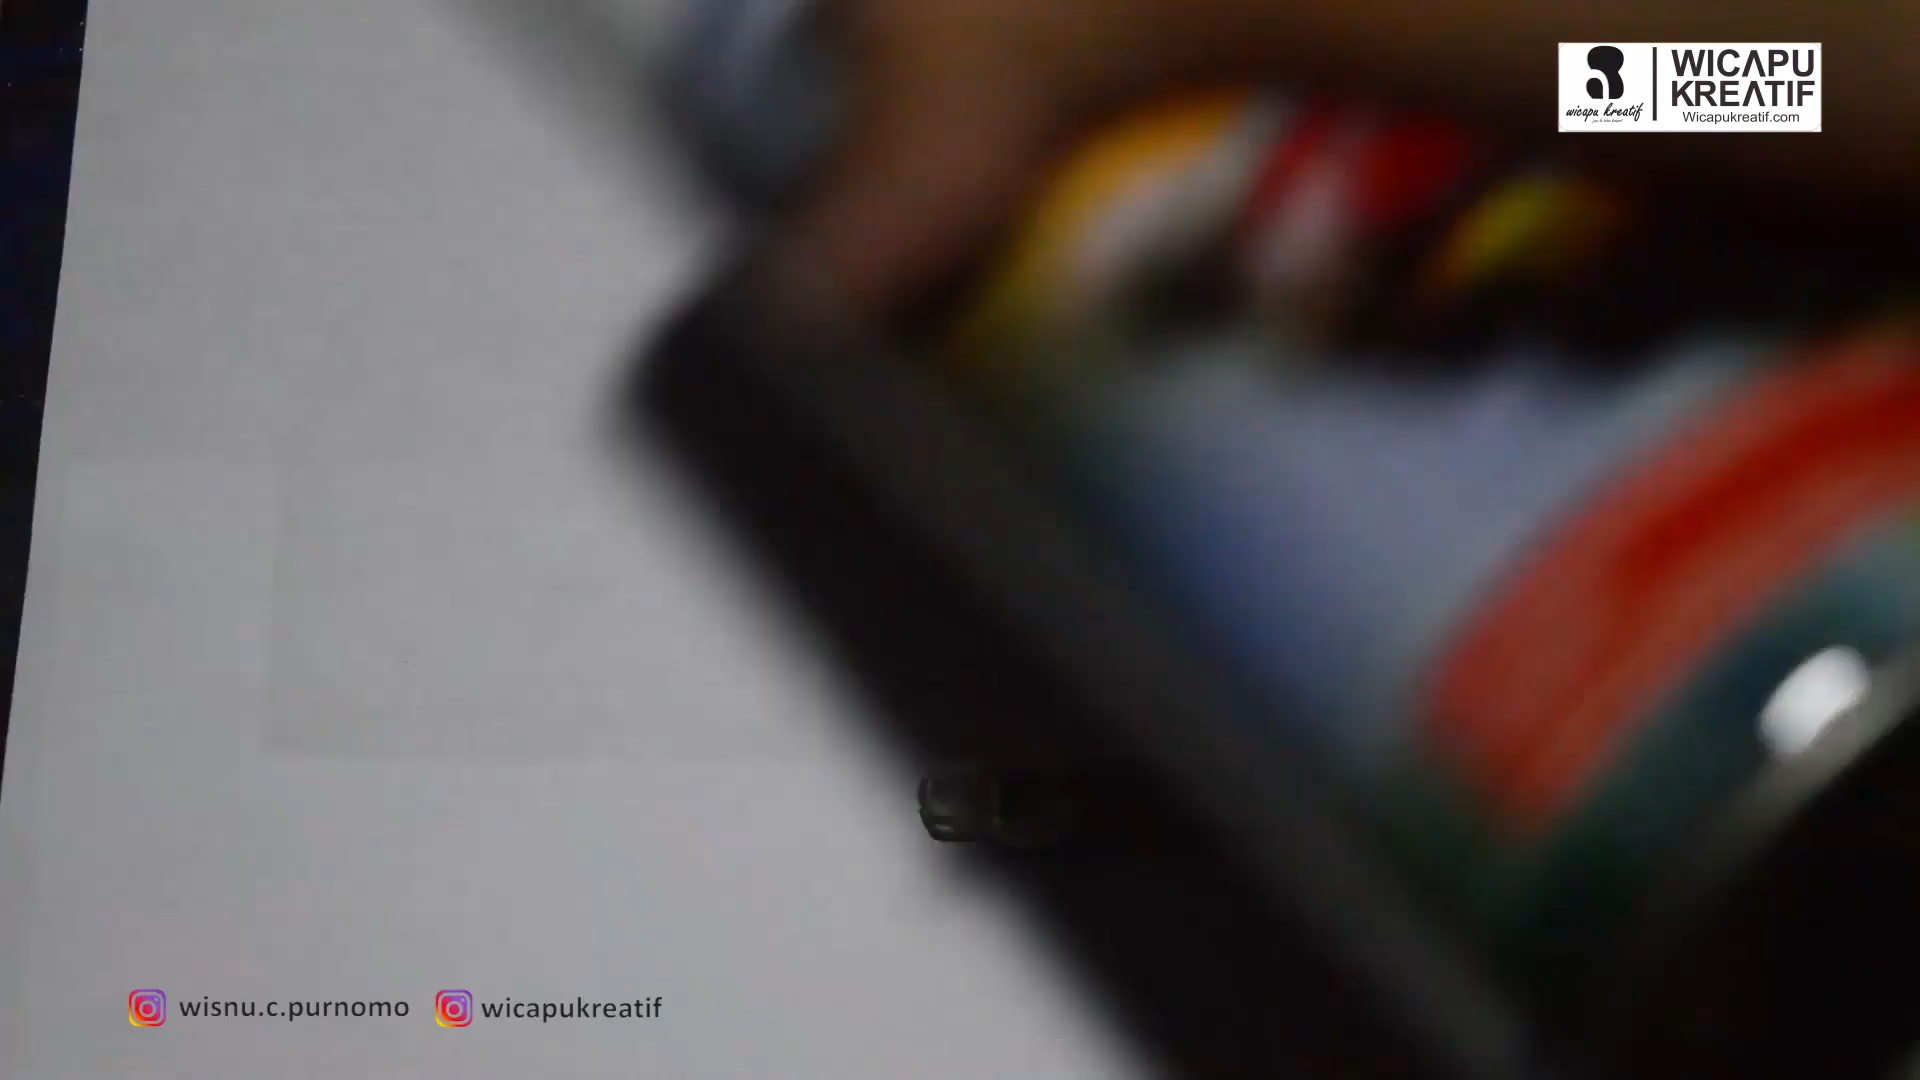 wicapu kreatif
WICAPU
KREATIF
Wicapukreatif.com
wisnu.c.purnomo
wicapukreatif